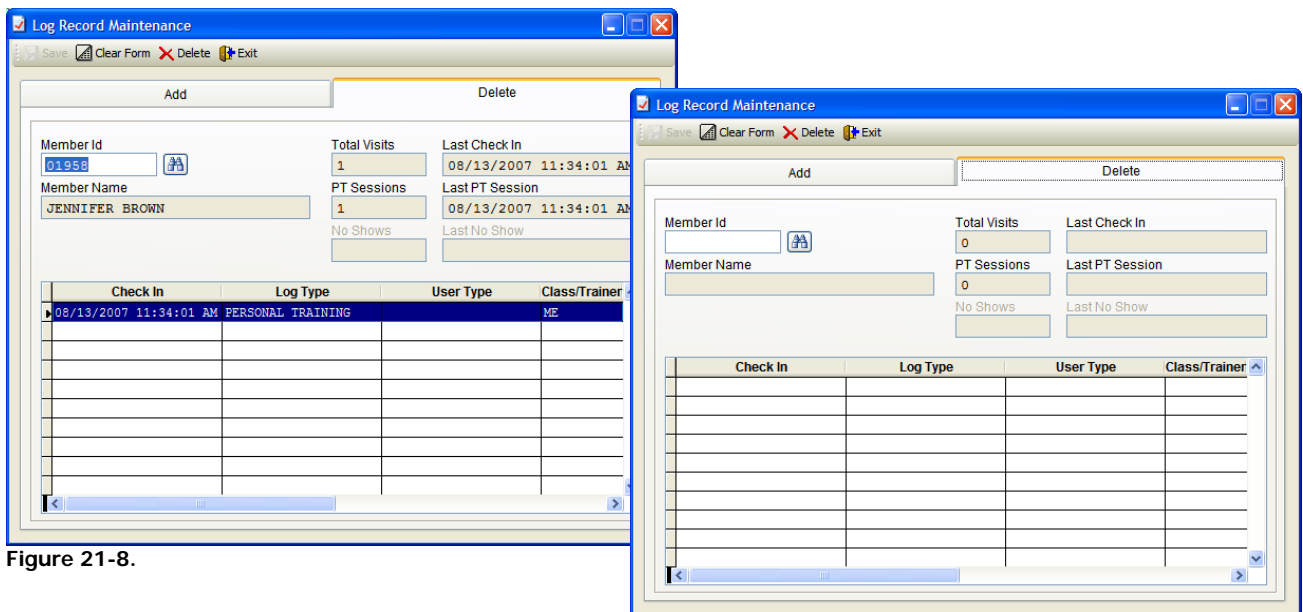 Log Record Maintenance
Save Clear Form Delete Exit
Add Delete
Member Id Total Visits Last Check In
01958 1 08/13/2007 11:34:01 AM
Member Name PT Sessions Last PT Session
JENNIFER BROWN 1 08/13/2007 11:34:01 AM
No Shows Last No Show
Check In Log Type User Type Class/Trainer
08/13/2007 11:34:01 AM PERSONAL TRAINING ME
Figure 21-8.
Log Record Maintenance
Save Clear Form Delete Exit
Add Delete
Member Id Total Visits Last Check In
0
Member Name PT Sessions Last PT Session
0
No Shows Last No Show
Check In Log Type User Type Class/Trainer